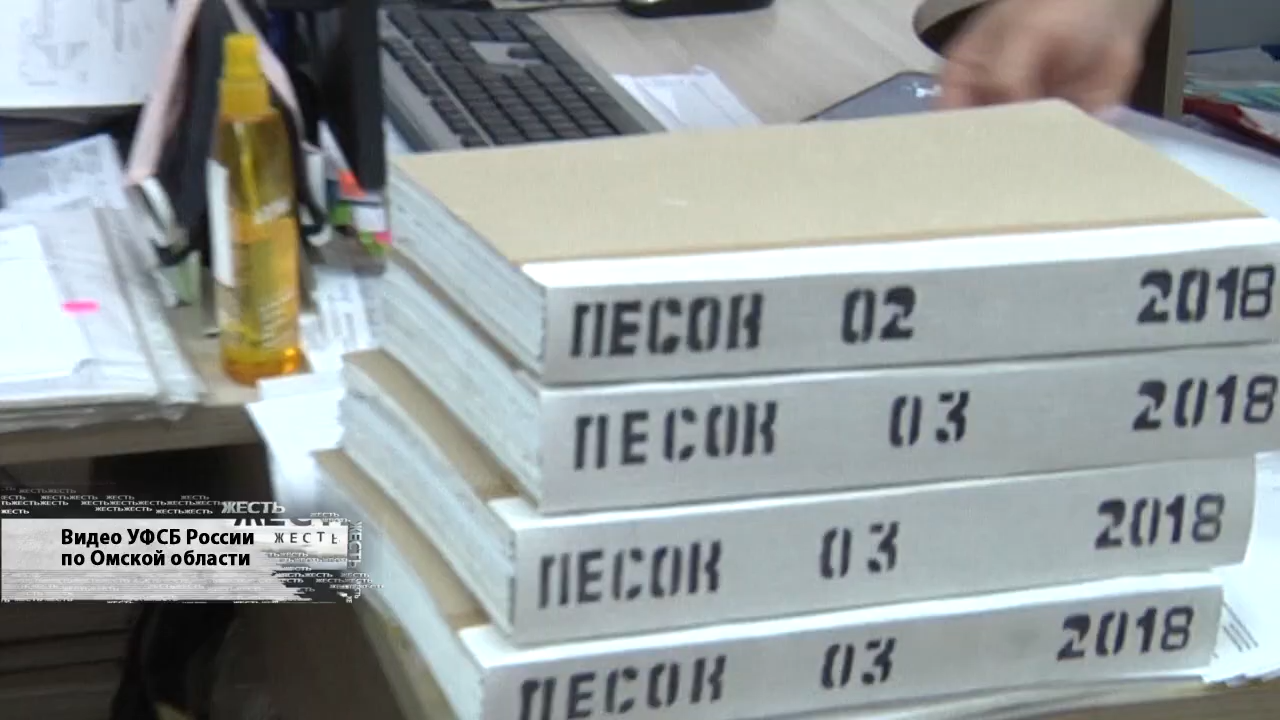 ПЕСОК 02 2018
ПЕСОК 03 2018
ПЕСОК 03 2018
ПЕСОК 03 2018
ЖЕСТЬ
ЖЕСТЬ
Видео УФСБ России
по Омской области